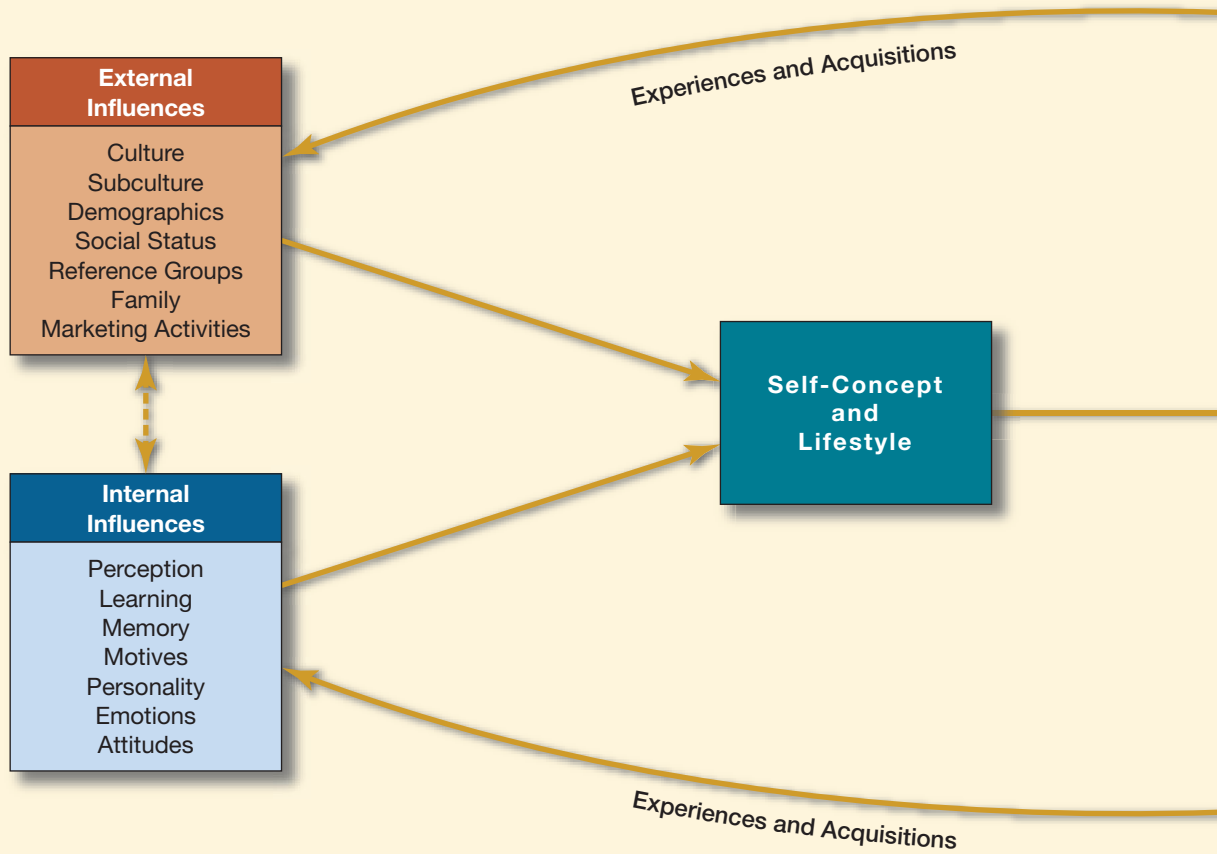 Experiences and Acquisitions
External
Influences
Culture
Subculture
Demographics
Social Status
Reference Groups
Family
Marketing Activities
Self-Concept
and
Lifestyle
Internal
Influences
Perception
Learning
Memory
Motives
Personality
Emotions
Attitudes
Experiences and Acquisitions